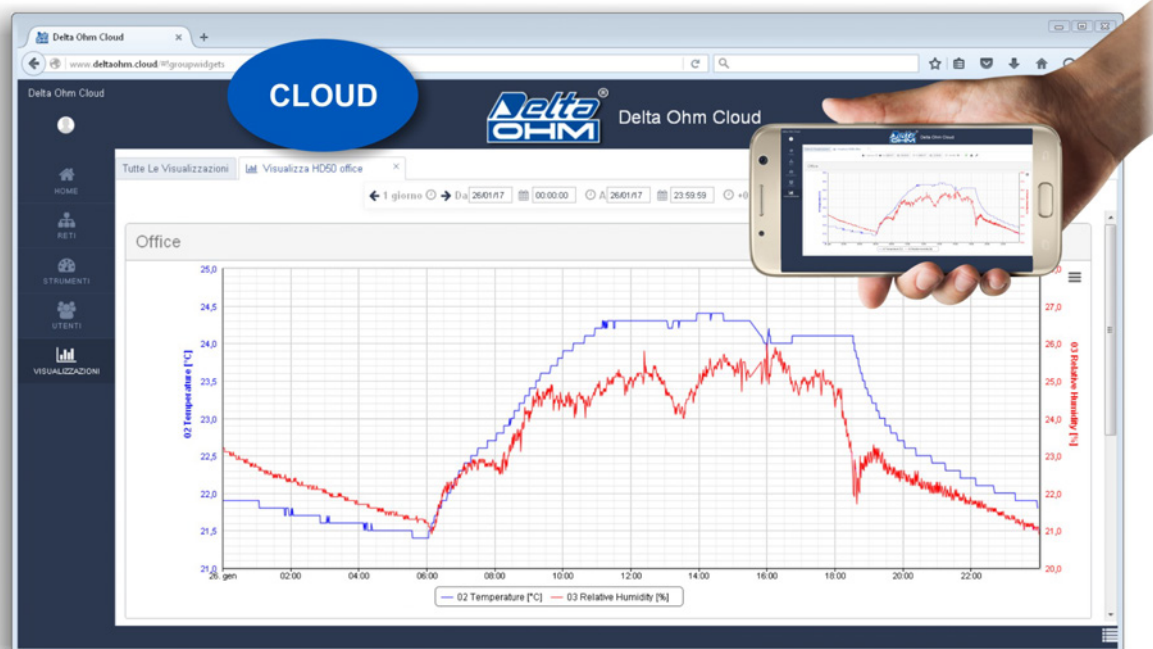 Delta Ohm Cloud
www.deltaohm.cloud/#!groupwidgets
Delta Ohm Cloud
CLOUD
Delta OHM ®
Delta Ohm Cloud
HOME
RETI
STRUMENTI
UTENTI
VISUALIZZAZIONI
Tutte Le Visualizzazioni
Visualizza HD50 office
1 giorno Da 26/01/17 00:00:00 A 26/01/17 23:59:59
Office
02 Temperature [°C]
25,0
24,5
24,0
23,5
23,0
22,5
22,0
21,5
21,0
27,0
26,0
25,0
24,0
23,0
22,0
21,0
20,0
03 Relative Humidity [%]
26. gen 02:00 04:00 06:00 08:00 10:00 12:00 14:00 16:00 18:00 20:00 22:00
02 Temperature [°C] 03 Relative Humidity [%]